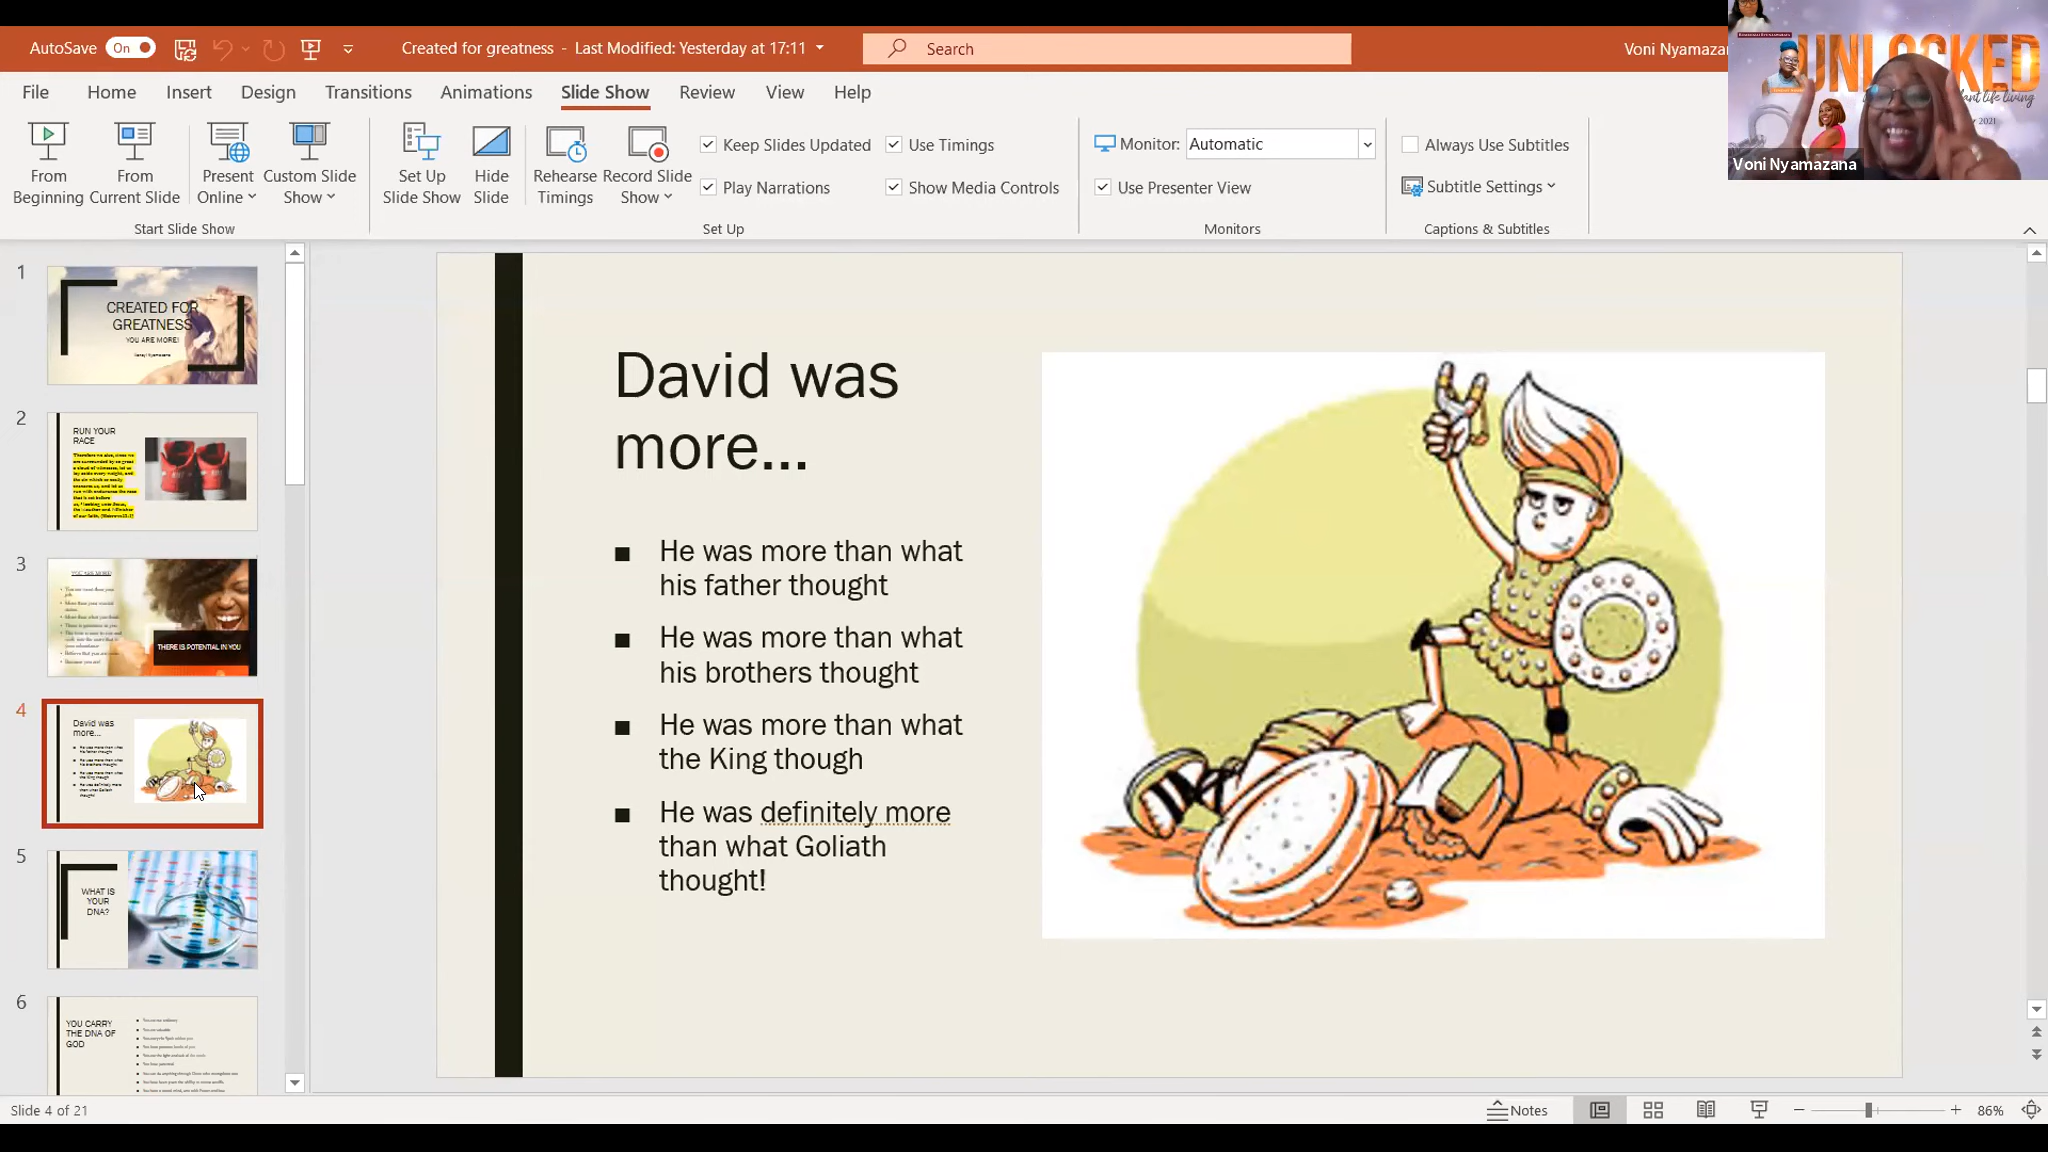 AutoSave On
Created for greatness - Last Modified: Yesterday at 17:11
Search
Voni Nyamazan
File Home Insert Design Transitions Animations Slide Show Review View Help
From Beginning
From Current Slide
Present Online
Custom Slide Show
Start Slide Show
Set Up Slide Show
Hide Slide
Rehearse Timings
Record Slide Show
Keep Slides Updated
Play Narrations
Use Timings
Show Media Controls
Set Up
Monitor: Automatic
Use Presenter View
Monitors
Always Use Subtitles
Subtitle Settings
Captions & Subtitles
UNLOCKED
life living
2021
Voni Nyamazana
1
CREATED FOR
GREATNESS
YOU ARE MORE!
2
RUN YOUR
RACE
3
THERE IS POTENTIAL IN YOU
4
David was
more...
5
WHAT IS
YOUR
DNA?
6
YOU CARRY
THE DNA OF
GOD
David was
more...
■ He was more than what
his father thought
■ He was more than what
his brothers thought
■ He was more than what
the King though
■ He was definitely more
than what Goliath
thought!
Slide 4 of 21
Notes
86%